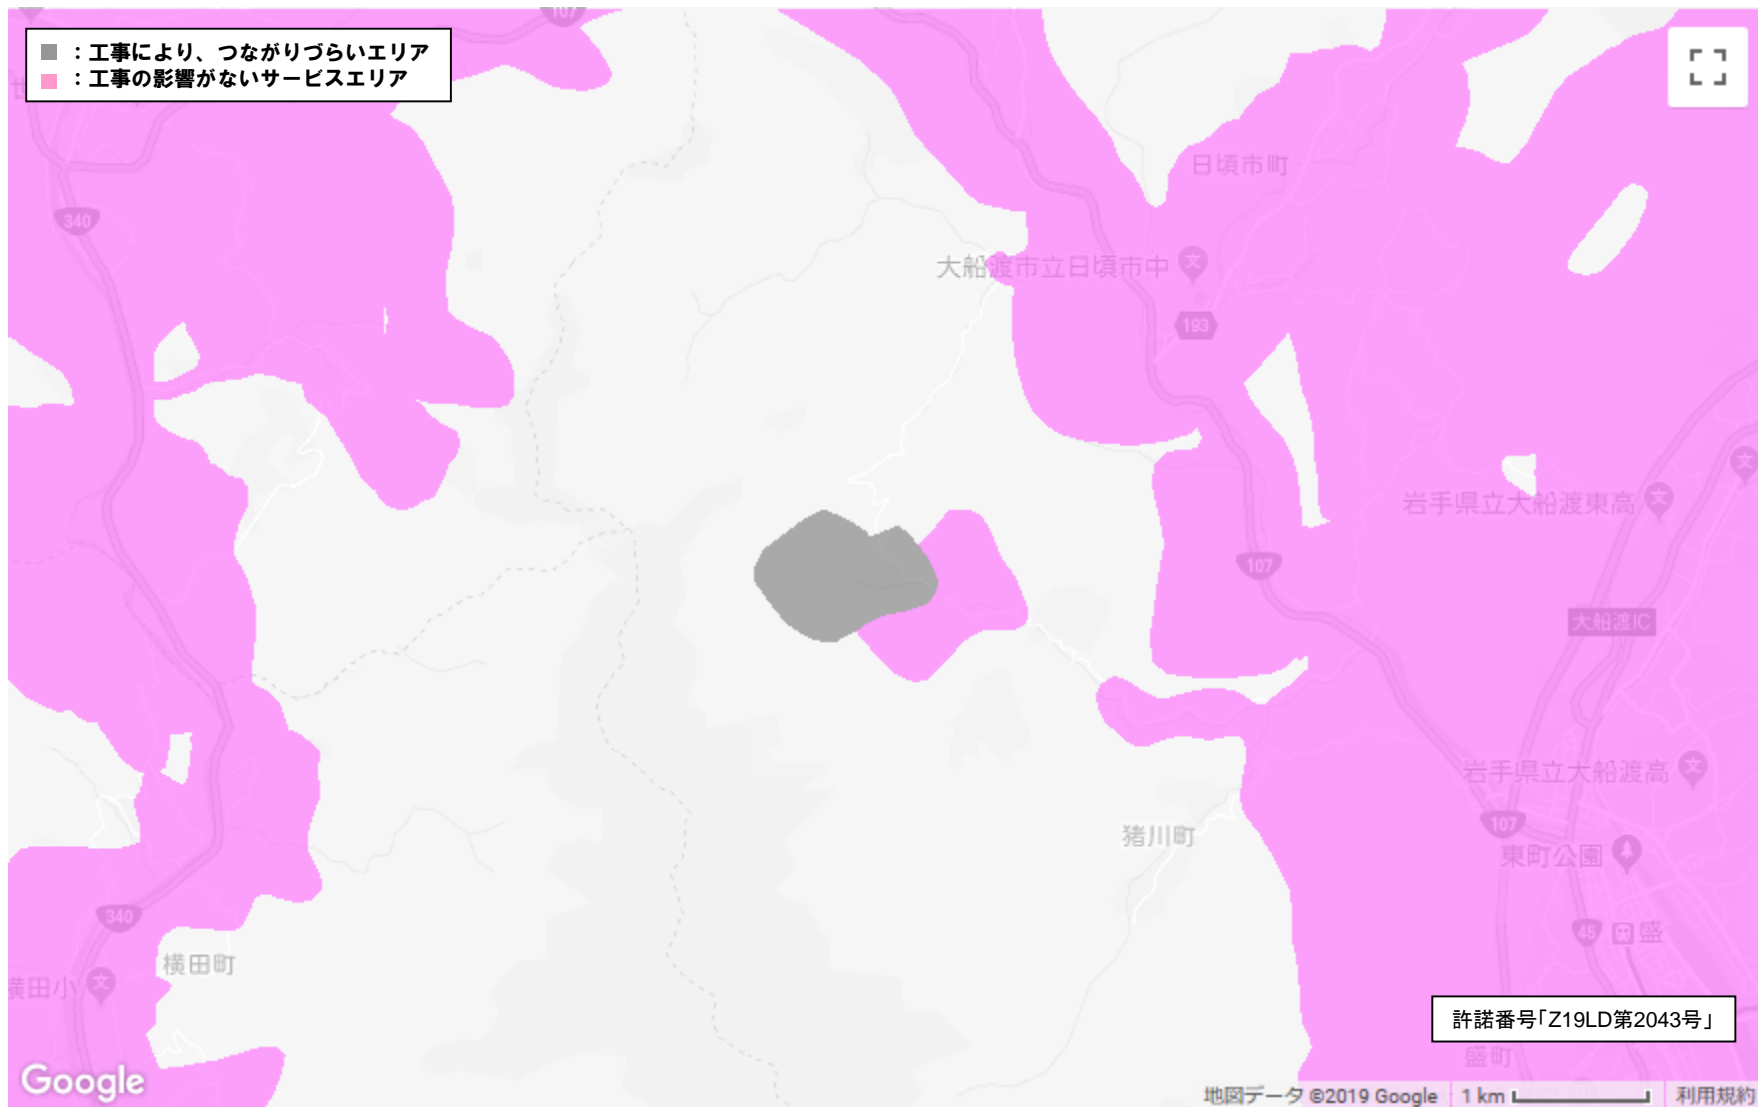 107
：工事により、つながりづらいエリア
：工事の影響がないサービスエリア
日頃市町
340
大船渡市立日頃市中
文
193
文
岩手県立大船渡東高
文
107
大船渡IC
岩手県立大船渡高
文
107
猪川町
東町公園
340
45
盛
横田町
横田小
文
許諾番号｢Z19LD第2043号｣
盛町
Google
地図データ ©2019 Google
1 km
利用規約